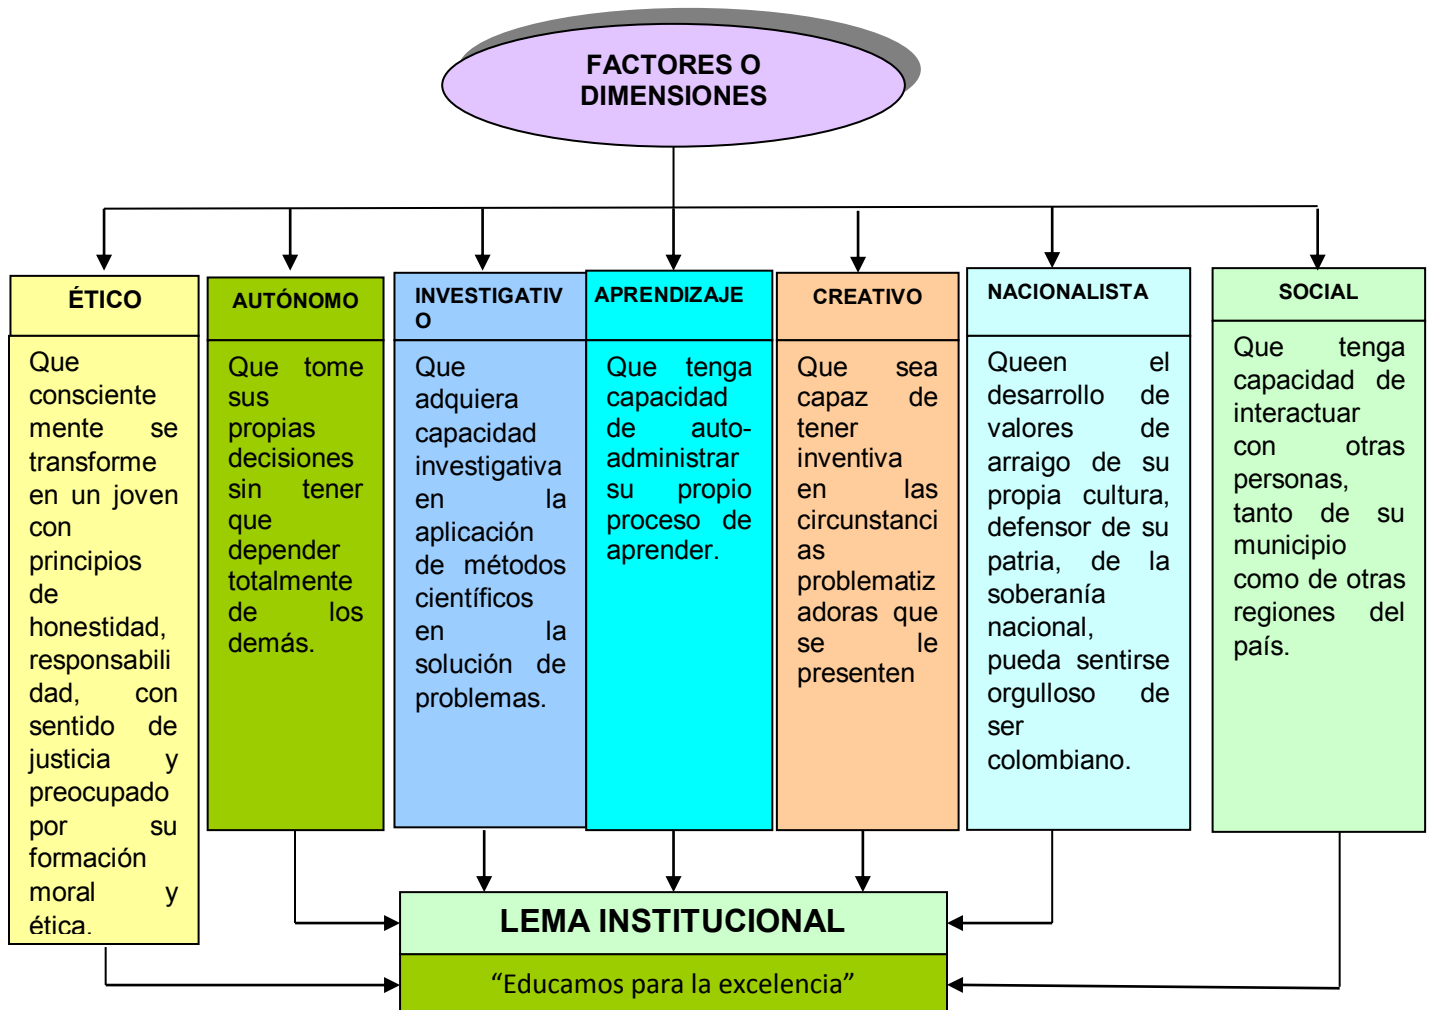 FACTORES O
DIMENSIONES
ÉTICO
Que
consciente
mente se
transforme
en un joven
con
principios
de
honestidad,
responsabili
dad, con
sentido de
justicia y
preocupado
por su
formación
moral y
ética.
AUTÓNOMO
Que tome
sus
propias
decisiones
sin tener
que
depender
totalmente
de los
demás.
INVESTIGATIV
O
Que
adquiera
capacidad
investigativa
en la
aplicación
de métodos
científicos
en la
solución de
problemas.
APRENDIZAJE
Que tenga
capacidad
de auto-
administrar
su propio
proceso de
aprender.
CREATIVO
Que sea
capaz de
tener
inventiva
en las
circunstanci
as
problematiz
adoras que
se le
presenten
NACIONALISTA
Queen el
desarrollo de
valores de
arraigo de su
propia cultura,
defensor de su
patria, de la
soberanía
nacional,
pueda sentirse
orgulloso de
ser
colombiano.
SOCIAL
Que tenga
capacidad de
interactuar
con otras
personas,
tanto de su
municipio
como de otras
regiones del
país.
LEMA INSTITUCIONAL
“Educamos para la excelencia”